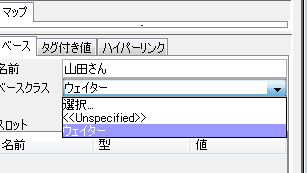 マップ
ベース タグ付き値 ハイパーリンク
名前 山田さん
ベースクラス ウェイター
選択...
<<Unspecified>>
ウェイター
スロット
名前 型 値